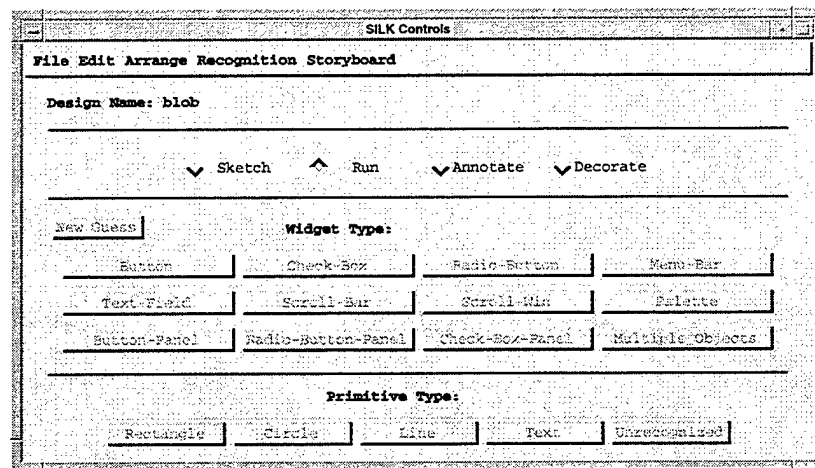 SILK Controls
File Edit Arrange Recognition Storyboard
Design Name: blob
Sketch Run Annotate Decorate
New Guess Widget Type:
Button Check-Box Radio-Button Menu-Bar
Text-Field Scroll-Bar Scroll-Win Palette
Button-Panel Radio-Button-Panel Check-Box-Panel Multiple Objects
Primitive Type:
Rectangle Circle Line Text Unrecognized